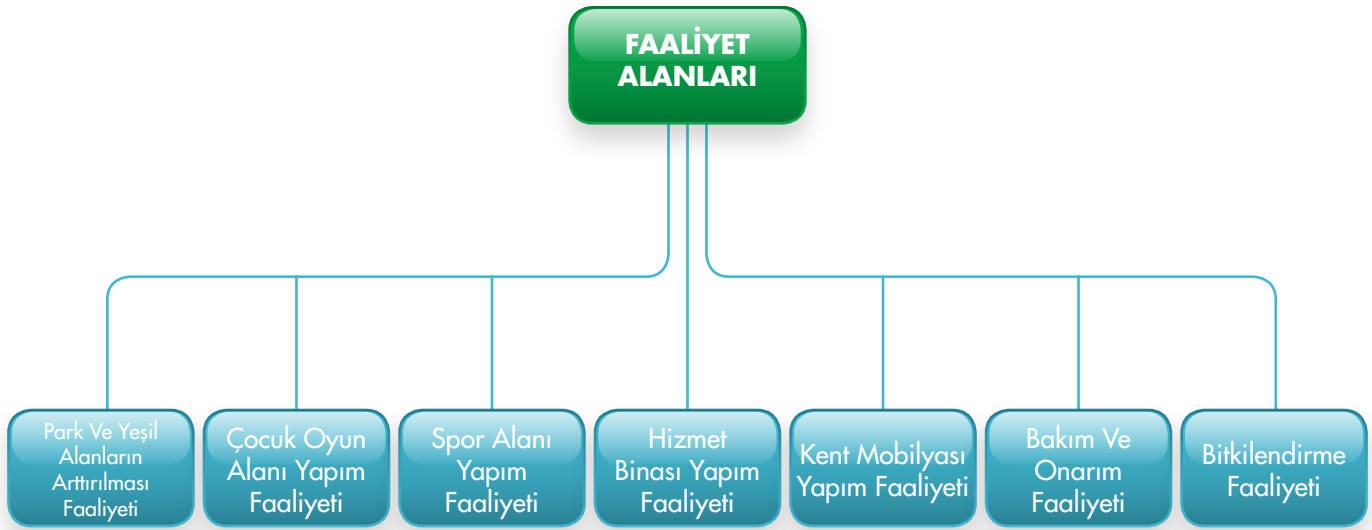 FAALİYET
ALANLARI
Park Ve Yeşil
Alanların
Arttırılması
Faaliyeti
Çocuk Oyun
Alanı Yapım
Faaliyeti
Spor Alanı
Yapım
Faaliyeti
Hizmet
Binası Yapım
Faaliyeti
Kent Mobilyası
Yapım Faaliyeti
Bakım Ve
Onarım
Faaliyeti
Bitkilendirme
Faaliyeti